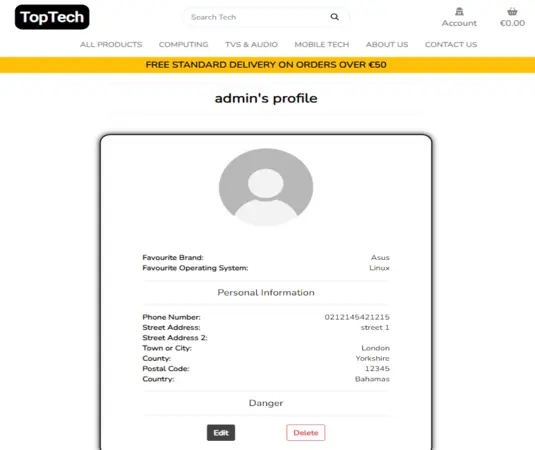 TopTech
Search Tech
Account
€0.00
ALL PRODUCTS COMPUTING TVS & AUDIO MOBILE TECH ABOUT US CONTACT US
FREE STANDARD DELIVERY ON ORDERS OVER €50
admin's profile
Favourite Brand: Asus
Favourite Operating System: Linux
Personal Information
Phone Number: 0212145421215
Street Address: street 1
Street Address 2:
Town or City: London
County: Yorkshire
Postal Code: 12345
Country: Bahamas
Danger
Edit Delete